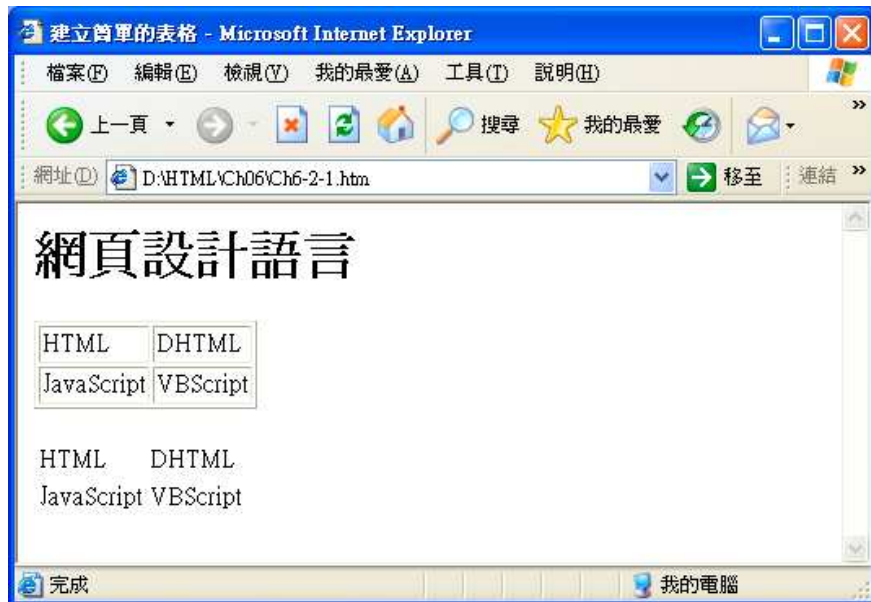 建立簡單的表格 - Microsoft Internet Explorer
檔案(F) 編輯(E) 檢視(V) 我的最愛(A) 工具(T) 說明(H)
上一頁 搜尋 我的最愛 »
網址(D) D:\HTML\Ch06\Ch6-2-1.htm 移至 連結 »
網頁設計語言
HTML DHTML
JavaScript VBScript
HTML DHTML
JavaScript VBScript
完成 我的電腦